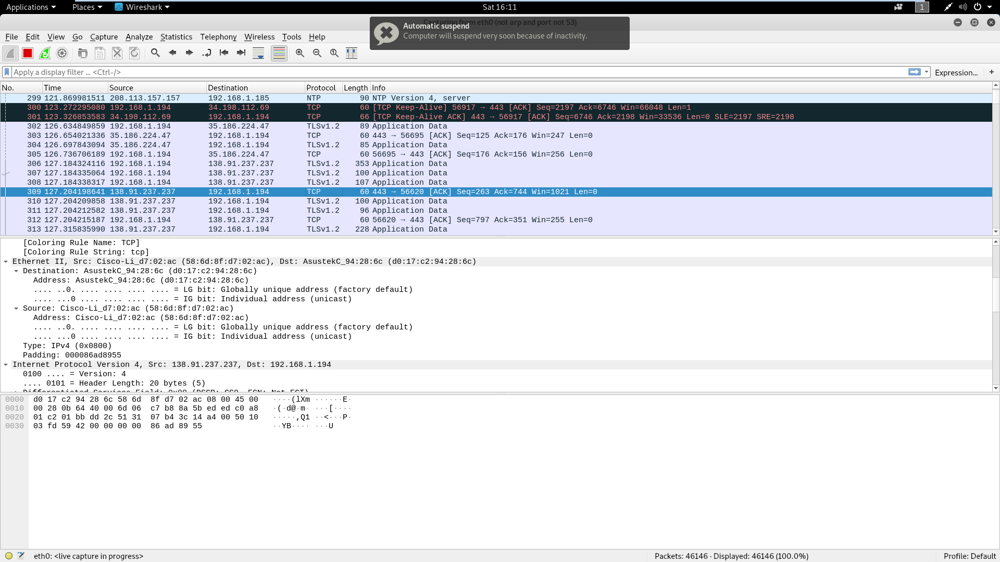 Applications Places Wireshark Sat 16:11 1
Capturing from eth0 (not arp and port not 53)
Automatic suspend
Computer will suspend very soon because of inactivity.
File Edit View Go Capture Analyze Statistics Telephony Wireless Tools Help
Apply a display filter ... <Ctrl-/> Expression... +
No. Time Source Destination Protocol Length Info
299 121.869981511 208.113.157.157 192.168.1.185 NTP 90 NTP Version 4, server
300 123.272295080 192.168.1.194 34.198.112.69 TCP 60 [TCP Keep-Alive] 56917 → 443 [ACK] Seq=2197 Ack=6746 Win=66048 Len=1
301 123.326853583 34.198.112.69 192.168.1.194 TCP 66 [TCP Keep-Alive ACK] 443 → 56917 [ACK] Seq=6746 Ack=2198 Win=33536 Len=0 SLE=2197 SRE=2198
302 126.634849859 192.168.1.194 35.186.224.47 TLSv1.2 89 Application Data
303 126.654021336 35.186.224.47 192.168.1.194 TCP 60 443 → 56695 [ACK] Seq=125 Ack=176 Win=247 Len=0
304 126.697843094 35.186.224.47 192.168.1.194 TLSv1.2 85 Application Data
305 126.736706189 192.168.1.194 35.186.224.47 TCP 60 56695 → 443 [ACK] Seq=176 Ack=156 Win=256 Len=0
306 127.184324116 192.168.1.194 138.91.237.237 TLSv1.2 353 Application Data
307 127.184335064 192.168.1.194 138.91.237.237 TLSv1.2 100 Application Data
308 127.184338317 192.168.1.194 138.91.237.237 TLSv1.2 107 Application Data
309 127.204198641 138.91.237.237 192.168.1.194 TCP 60 443 → 56620 [ACK] Seq=263 Ack=744 Win=1021 Len=0
310 127.204209858 138.91.237.237 192.168.1.194 TLSv1.2 100 Application Data
311 127.204212582 138.91.237.237 192.168.1.194 TLSv1.2 96 Application Data
312 127.204215187 192.168.1.194 138.91.237.237 TCP 60 56620 → 443 [ACK] Seq=797 Ack=351 Win=255 Len=0
313 127.315835990 138.91.237.237 192.168.1.194 TLSv1.2 228 Application Data
[Coloring Rule Name: TCP]
[Coloring Rule String: tcp]
Ethernet II, Src: Cisco-Li_d7:02:ac (58:6d:8f:d7:02:ac), Dst: AsustekC_94:28:6c (d0:17:c2:94:28:6c)
Destination: AsustekC_94:28:6c (d0:17:c2:94:28:6c)
Address: AsustekC_94:28:6c (d0:17:c2:94:28:6c)
.... ..0. .... .... .... .... = LG bit: Globally unique address (factory default)
.... ...0 .... .... .... .... = IG bit: Individual address (unicast)
Source: Cisco-Li_d7:02:ac (58:6d:8f:d7:02:ac)
Address: Cisco-Li_d7:02:ac (58:6d:8f:d7:02:ac)
.... ..0. .... .... .... .... = LG bit: Globally unique address (factory default)
.... ...0 .... .... .... .... = IG bit: Individual address (unicast)
Type: IPv4 (0x0800)
Padding: 000086ad8955
Internet Protocol Version 4, Src: 138.91.237.237, Dst: 192.168.1.194
0100 .... = Version: 4
.... 0101 = Header Length: 20 bytes (5)
Differentiated Services Field: 0x00 (DSCP: CS0, ECN: Not-ECT)
0000 d0 17 c2 94 28 6c 58 6d 8f d7 02 ac 08 00 45 00 ····(lXm ······E·
0010 00 28 0b 64 40 00 6d 06 c7 b8 8a 5b ed ed c0 a8 ·(·d@·m· ···[····
0020 01 c2 01 bb dd 2c 51 31 07 b4 3c 14 a4 00 50 10 ·····,Q1 ··<···P·
0030 03 fd 59 42 00 00 00 00 86 ad 89 55 ··YB···· ···U
eth0: <live capture in progress> Packets: 46146 · Displayed: 46146 (100.0%) Profile: Default